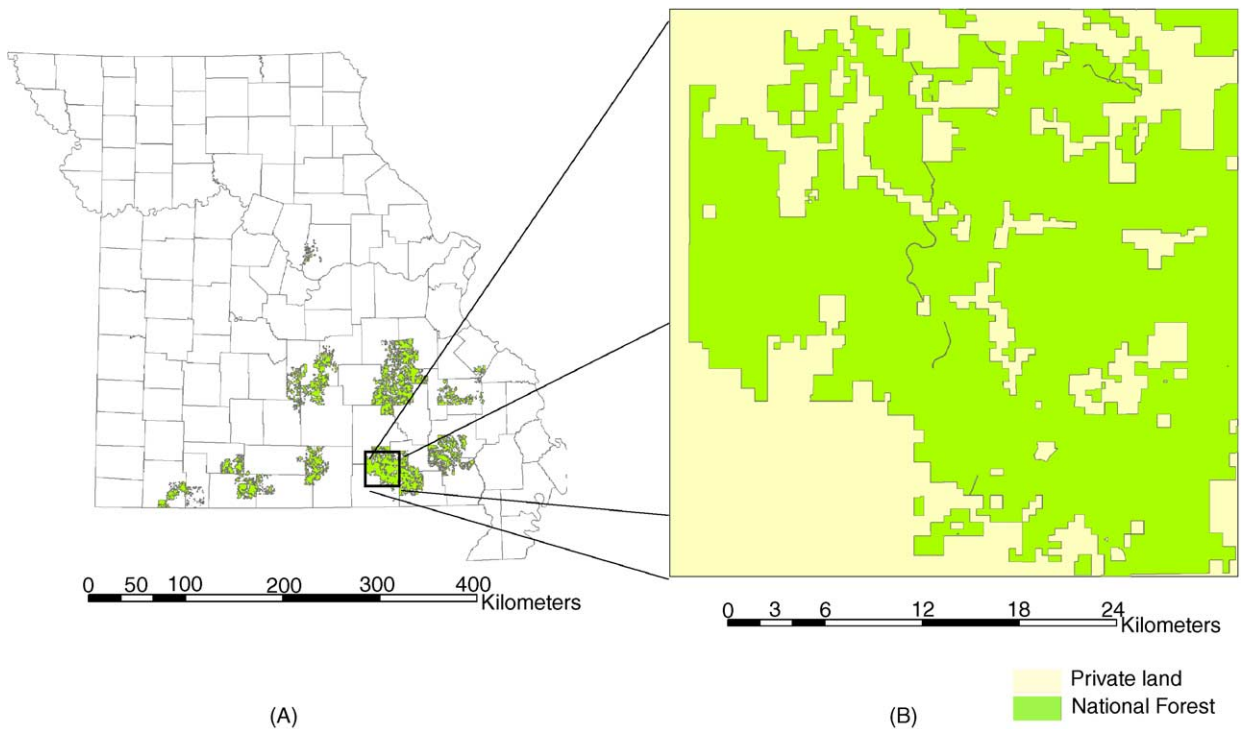 0 50 100 200 300 400
Kilometers
0 3 6 12 18 24
Kilometers
Private land
National Forest
(A)
(B)